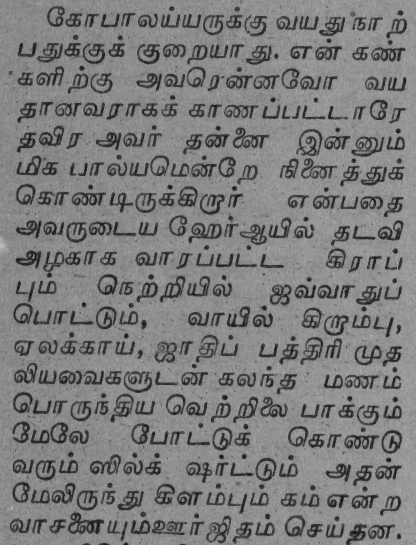 கோபாலய்யருக்கு வயது நாற்
பதுக்குக் குறையாது. என் கண்
களிற்கு அவரென்னவோ வய
தானவராகக் காணப்பட்டாரே
தவிர அவர் தன்னை இன்னும்
மிக பால்யமென்றே நினைத்துக்
கொண்டிருக்கிறார் என்பதை
அவருடைய ஹேர்ஆயில் தடவி
அழகாக வாரப்பட்ட கிராப்
பும் நெற்றியில் ஜவ்வாதுப்
பொட்டும், வாயில் கிறாம்பு,
ஏலக்காய், ஜாதிப் பத்திரி முத
லியவைகளுடன் கலந்த மணம்
பொருந்திய வெற்றிலை பாக்கும்
மேலே போட்டுக் கொண்டு
வரும் ஸில்க் ஷர்ட்டும் அதன்
மேலிருந்து கிளம்பும் கம் என்ற
வாசனையும் ஊர்ஜிதம் செய்தன.